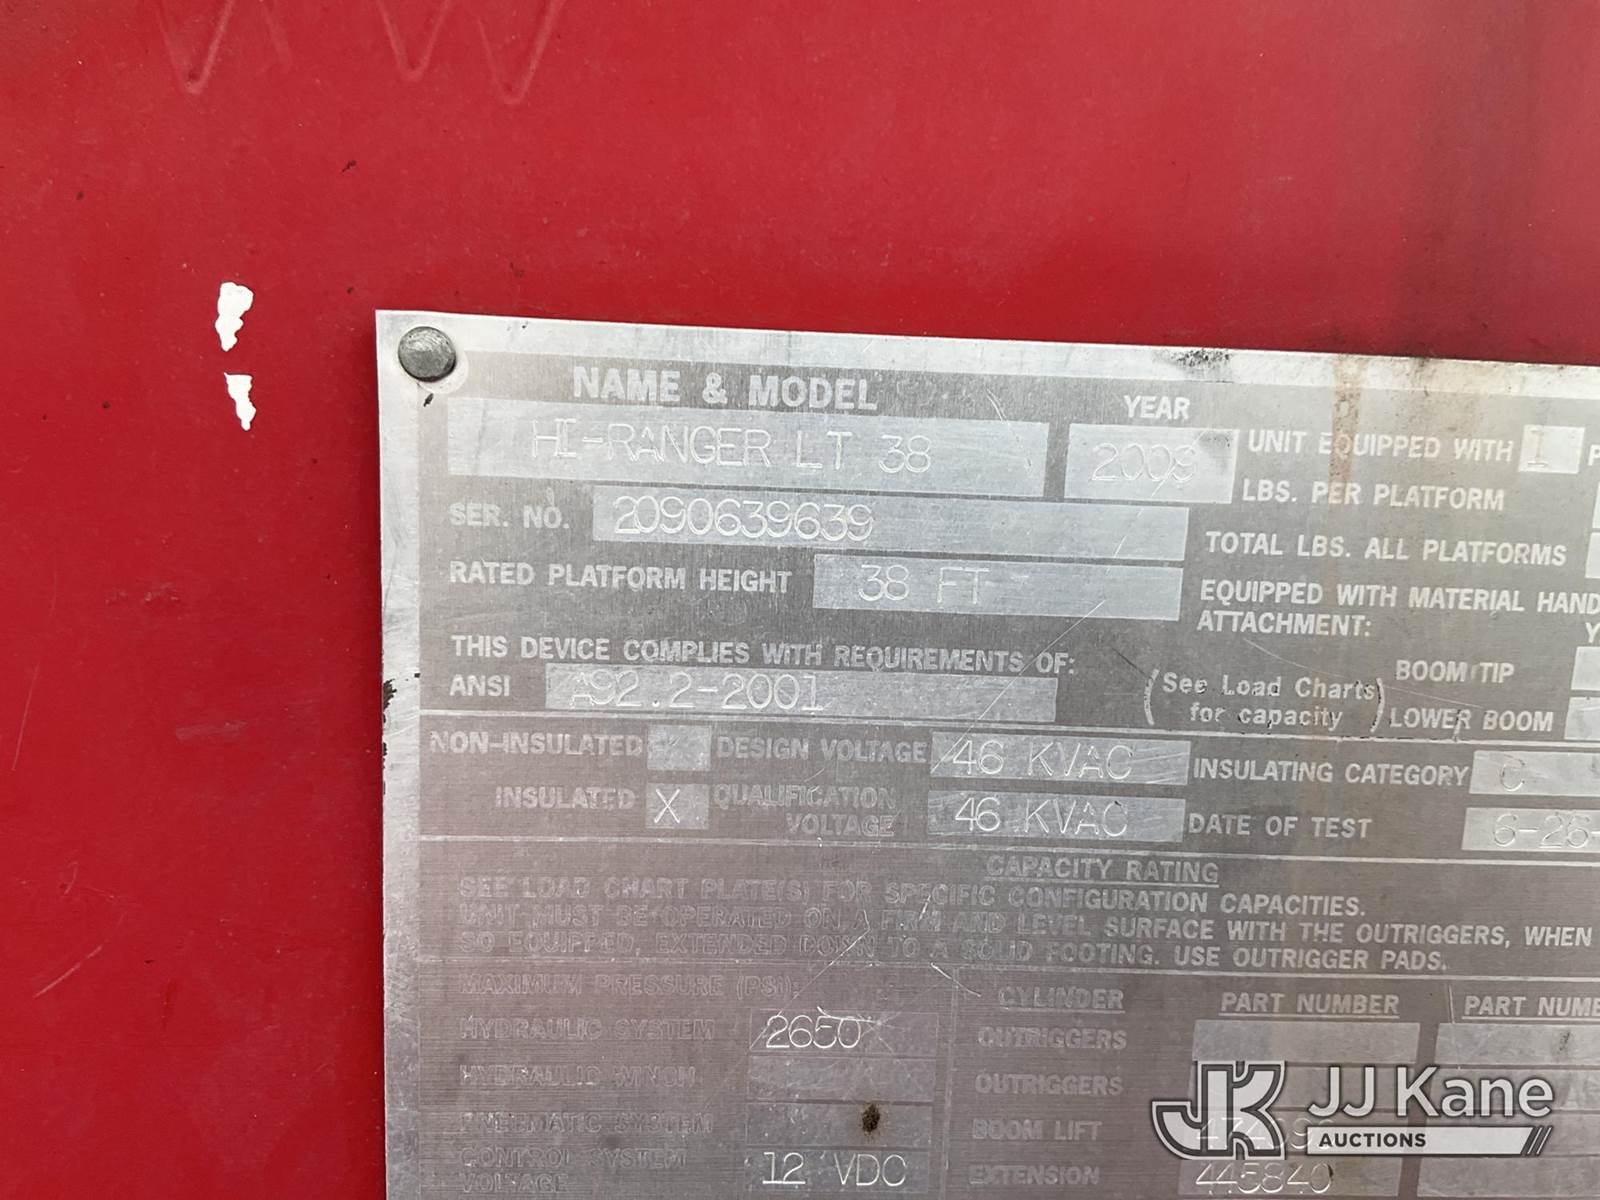 NAME & MODEL YEAR
HI-RANGER LT 38 2009 UNIT EQUIPPED WITH 1
SER. NO. 2090639639 LBS. PER PLATFORM
TOTAL LBS. ALL PLATFORMS
RATED PLATFORM HEIGHT 38 FT
EQUIPPED WITH MATERIAL HAND
ATTACHMENT:
THIS DEVICE COMPLIES WITH REQUIREMENTS OF:
ANSI A92.2-2001
(See Load Charts for capacity) BOOM TIP
LOWER BOOM
NON-INSULATED DESIGN VOLTAGE 46 KVAC INSULATING CATEGORY C
INSULATED X QUALIFICATION VOLTAGE 46 KVAC DATE OF TEST 6-26-
CAPACITY RATING
SEE LOAD CHART PLATE(S) FOR SPECIFIC CONFIGURATION CAPACITIES.
UNIT MUST BE OPERATED ON A FIRM AND LEVEL SURFACE WITH THE OUTRIGGERS, WHEN
SO EQUIPPED, EXTENDED DOWN TO A SOLID FOOTING. USE OUTRIGGER PADS.
MAXIMUM PRESSURE (PSI): CYLINDER PART NUMBER PART NUMBE
HYDRAULIC SYSTEM 2650 OUTRIGGERS
HYDRAULIC WINCH OUTRIGGERS
PNEUMATIC SYSTEM BOOM LIFT
CONTROL SYSTEM VOLTAGE 12 VDC EXTENSION 445840
JK JJ Kane
AUCTIONS